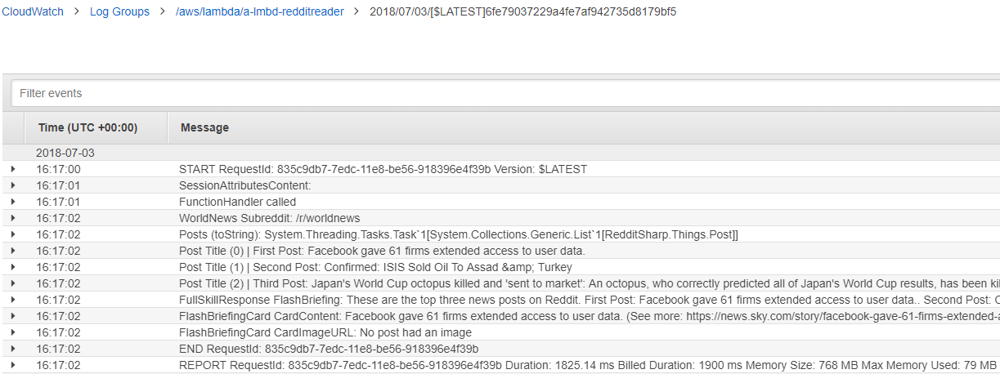 CloudWatch > Log Groups > /aws/lambda/a-lmbd-redditreader > 2018/07/03/[$LATEST]6fe79037229a4fe7af942735d8179bf5
Filter events
Time (UTC +00:00) Message
2018-07-03
16:17:00 START RequestId: 835c9db7-7edc-11e8-be56-918396e4f39b Version: $LATEST
16:17:01 SessionAttributesContent:
16:17:01 FunctionHandler called
16:17:02 WorldNews Subreddit: /r/worldnews
16:17:02 Posts (toString): System.Threading.Tasks.Task`1[System.Collections.Generic.List`1[RedditSharp.Things.Post]]
16:17:02 Post Title (0) | First Post: Facebook gave 61 firms extended access to user data.
16:17:02 Post Title (1) | Second Post: Confirmed: ISIS Sold Oil To Assad &amp; Turkey
16:17:02 Post Title (2) | Third Post: Japan's World Cup octopus killed and 'sent to market': An octopus, who correctly predicted all of Japan's World Cup results, has been kil
16:17:02 FullSkillResponse FlashBriefing: These are the top three news posts on Reddit. First Post: Facebook gave 61 firms extended access to user data.. Second Post: C
16:17:02 FlashBriefingCard CardContent: Facebook gave 61 firms extended access to user data. (See more: https://news.sky.com/story/facebook-gave-61-firms-extended-a
16:17:02 FlashBriefingCard CardImageURL: No post had an image
16:17:02 END RequestId: 835c9db7-7edc-11e8-be56-918396e4f39b
16:17:02 REPORT RequestId: 835c9db7-7edc-11e8-be56-918396e4f39b Duration: 1825.14 ms Billed Duration: 1900 ms Memory Size: 768 MB Max Memory Used: 79 MB